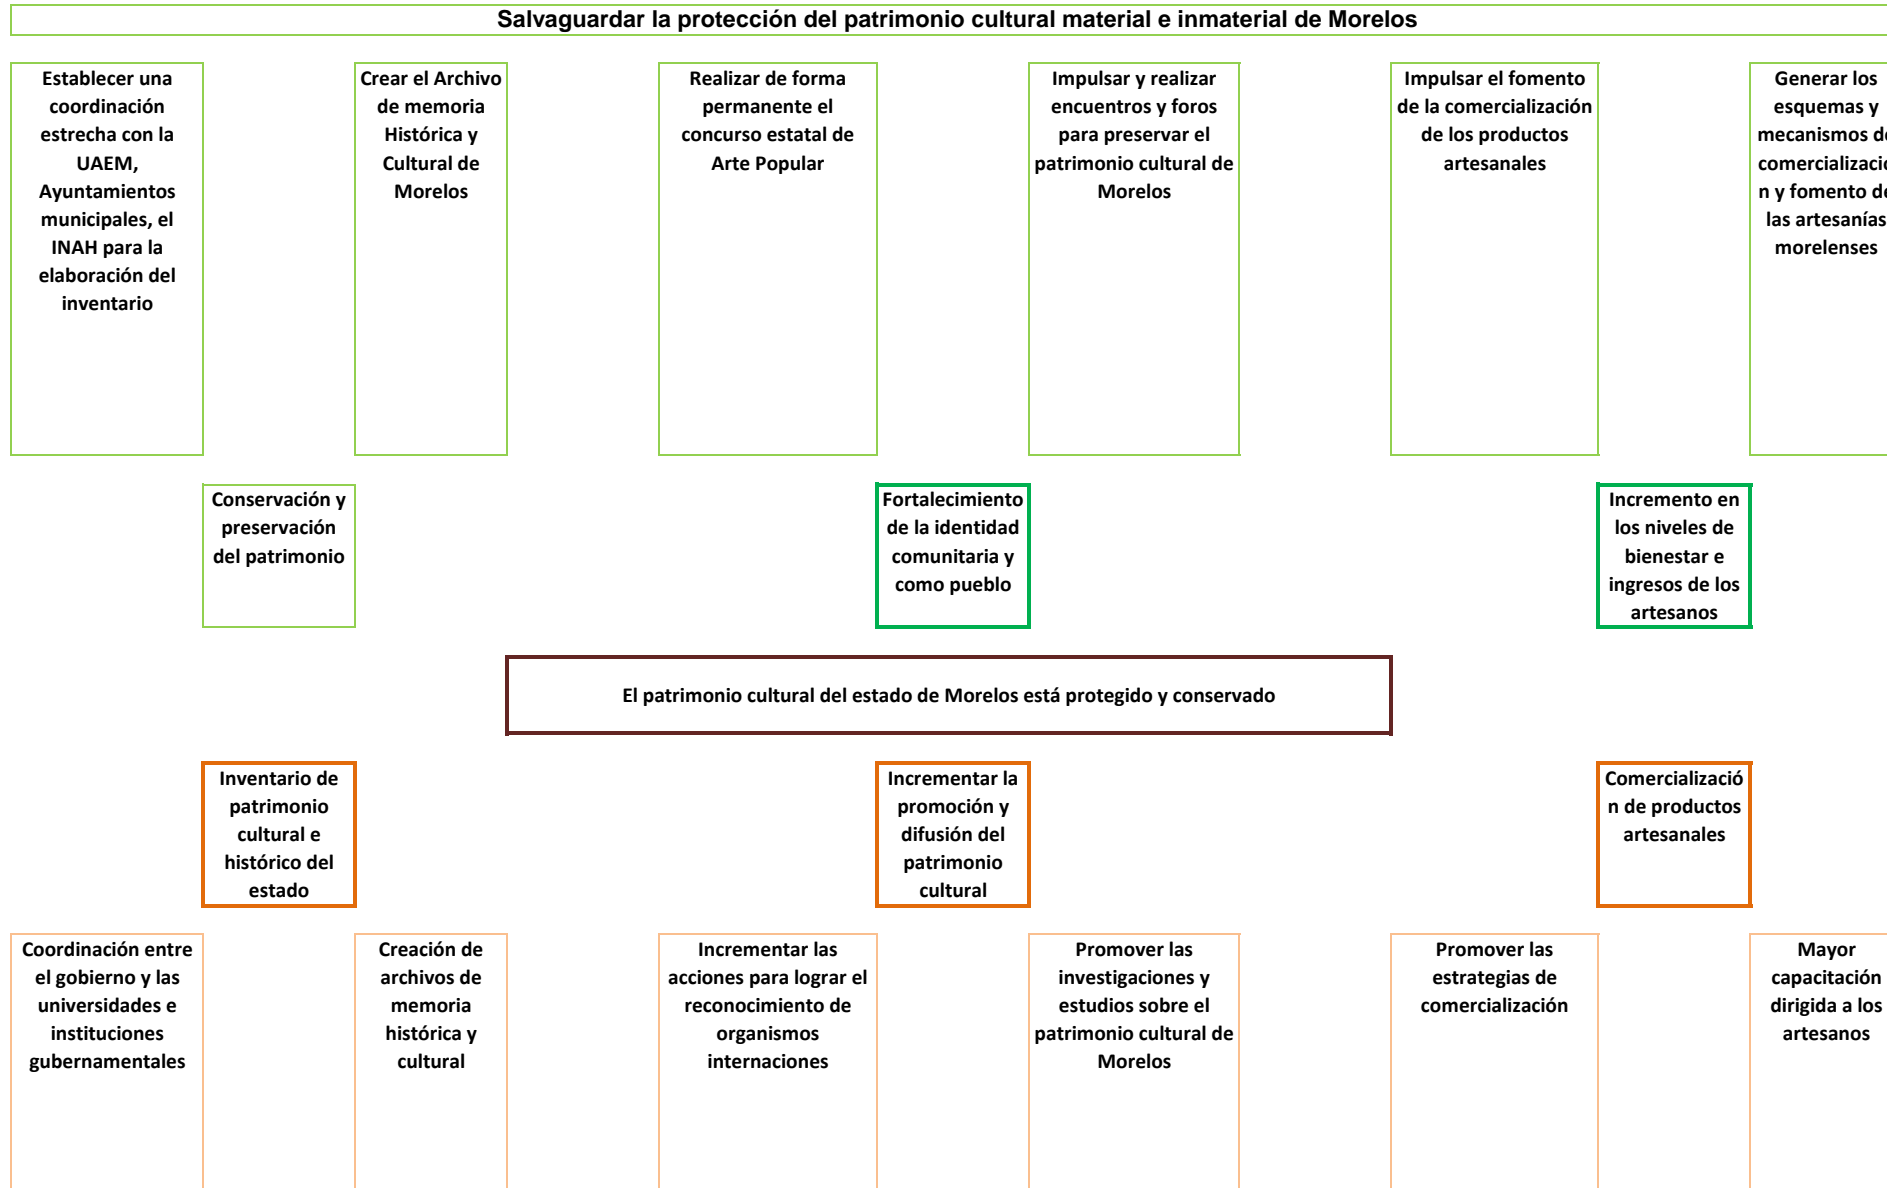 Salvaguardar la protección del patrimonio cultural material e inmaterial de Morelos
Establecer una
coordinación
estrecha con la
UAEM,
Ayuntamientos
municipales, el
INAH para la
elaboración del
inventario
Crear el Archivo
de memoria
Histórica y
Cultural de
Morelos
Realizar de forma
permanente el
concurso estatal de
Arte Popular
Impulsar y realizar
encuentros y foros
para preservar el
patrimonio cultural de
Morelos
Impulsar el fomento
de la comercialización
de los productos
artesanales
Generar los
esquemas y
mecanismos de
comercializació
n y fomento de
las artesanías
morelenses
Conservación y
preservación
del patrimonio
Fortalecimiento
de la identidad
comunitaria y
como pueblo
Incremento en
los niveles de
bienestar e
ingresos de los
artesanos
El patrimonio cultural del estado de Morelos está protegido y conservado
Inventario de
patrimonio
cultural e
histórico del
estado
Incrementar la
promoción y
difusión del
patrimonio
cultural
Comercializació
n de productos
artesanales
Coordinación entre
el gobierno y las
universidades e
instituciones
gubernamentales
Creación de
archivos de
memoria
histórica y
cultural
Incrementar las
acciones para lograr el
reconocimiento de
organismos
internaciones
Promover las
investigaciones y
estudios sobre el
patrimonio cultural de
Morelos
Promover las
estrategias de
comercialización
Mayor
capacitación
dirigida a los
artesanos